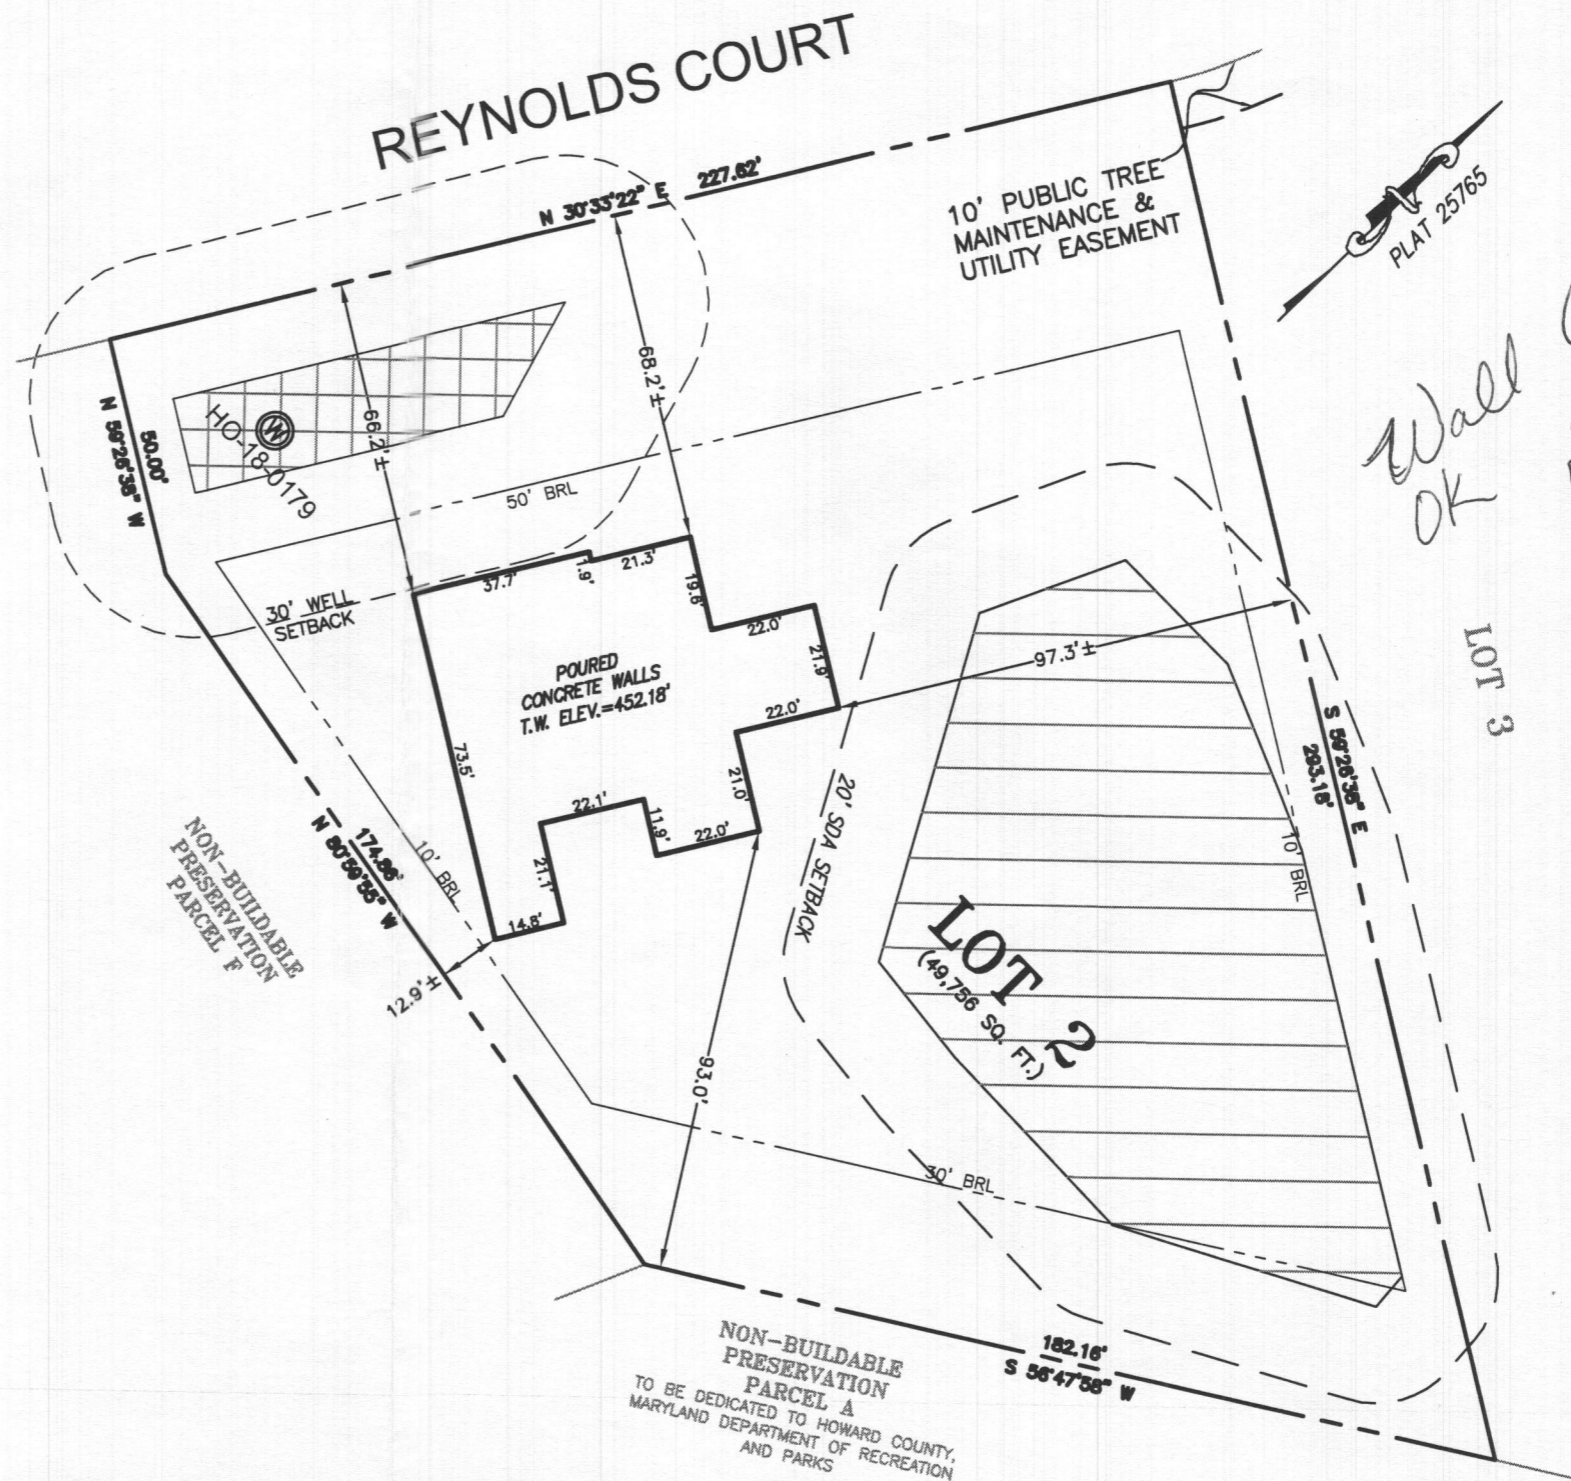 REYNOLDS COURT
N 30°33'22" E 227.62'
10' PUBLIC TREE
MAINTENANCE &
UTILITY EASEMENT
PLAT 25765
Wall
OK
LOT 3
50.00'
N 59°26'38" W
HO-18-0179
W
66.2'±
68.2'±
50' BRL
30' WELL
SETBACK
37.7'
1.9'
21.3'
19.8'
22.0'
21.9'
22.0'
21.0'
22.0'
11.9'
22.1'
21.1'
14.8'
73.5'
POURED
CONCRETE WALLS
T.W. ELEV.=452.18'
97.3'±
S 59°26'38" E
293.18'
10' BRL
20' SDA SETBACK
LOT 2
(49,756 SQ. FT.)
174.86'
N 80°59'55" W
10' BRL
12.9'±
NON-BUILDABLE
PRESERVATION
PARCEL F
93.0'
30' BRL
182.16'
S 56°47'58" W
NON-BUILDABLE
PRESERVATION
PARCEL A
TO BE DEDICATED TO HOWARD COUNTY,
MARYLAND DEPARTMENT OF RECREATION
AND PARKS